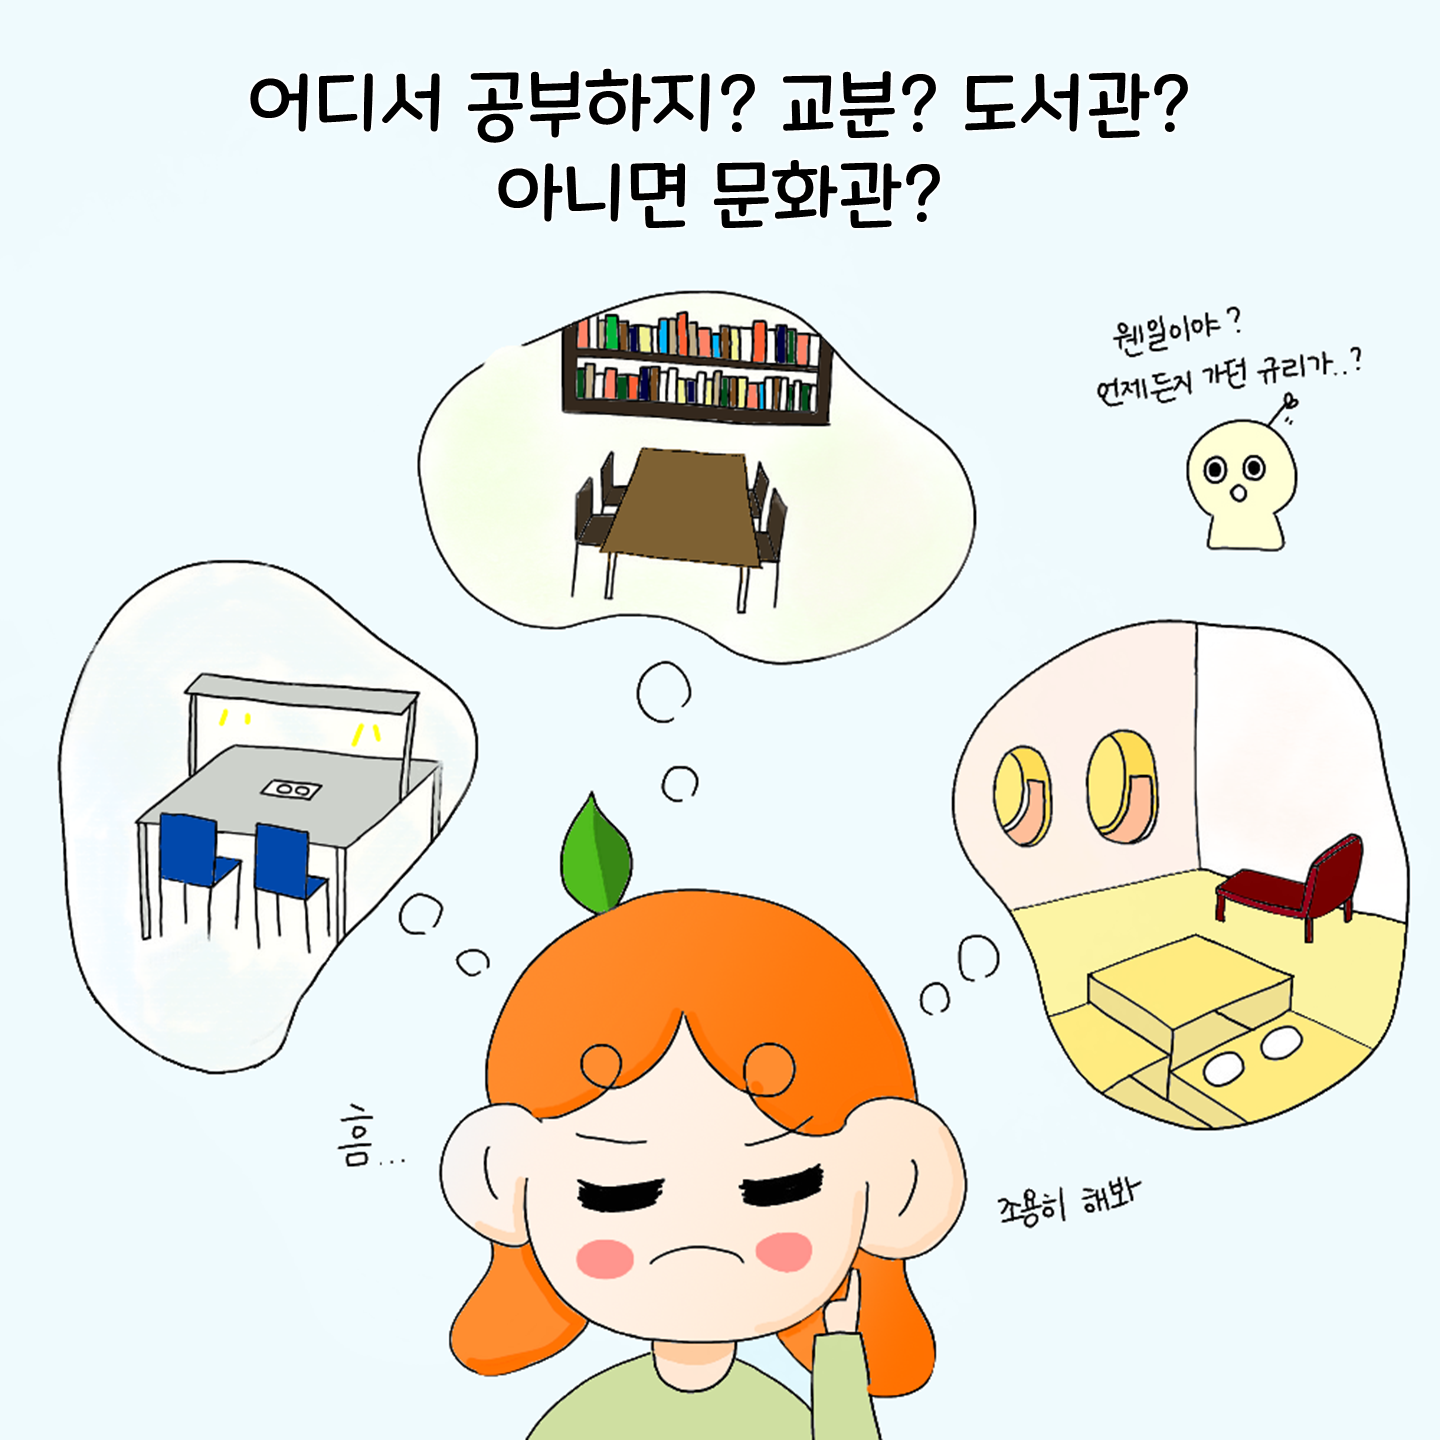 어디서 공부하지? 교분? 도서관?
아니면 문화관?
웬일이야?
언제든지 가던 규리가..?
흠...
조용히 해봐